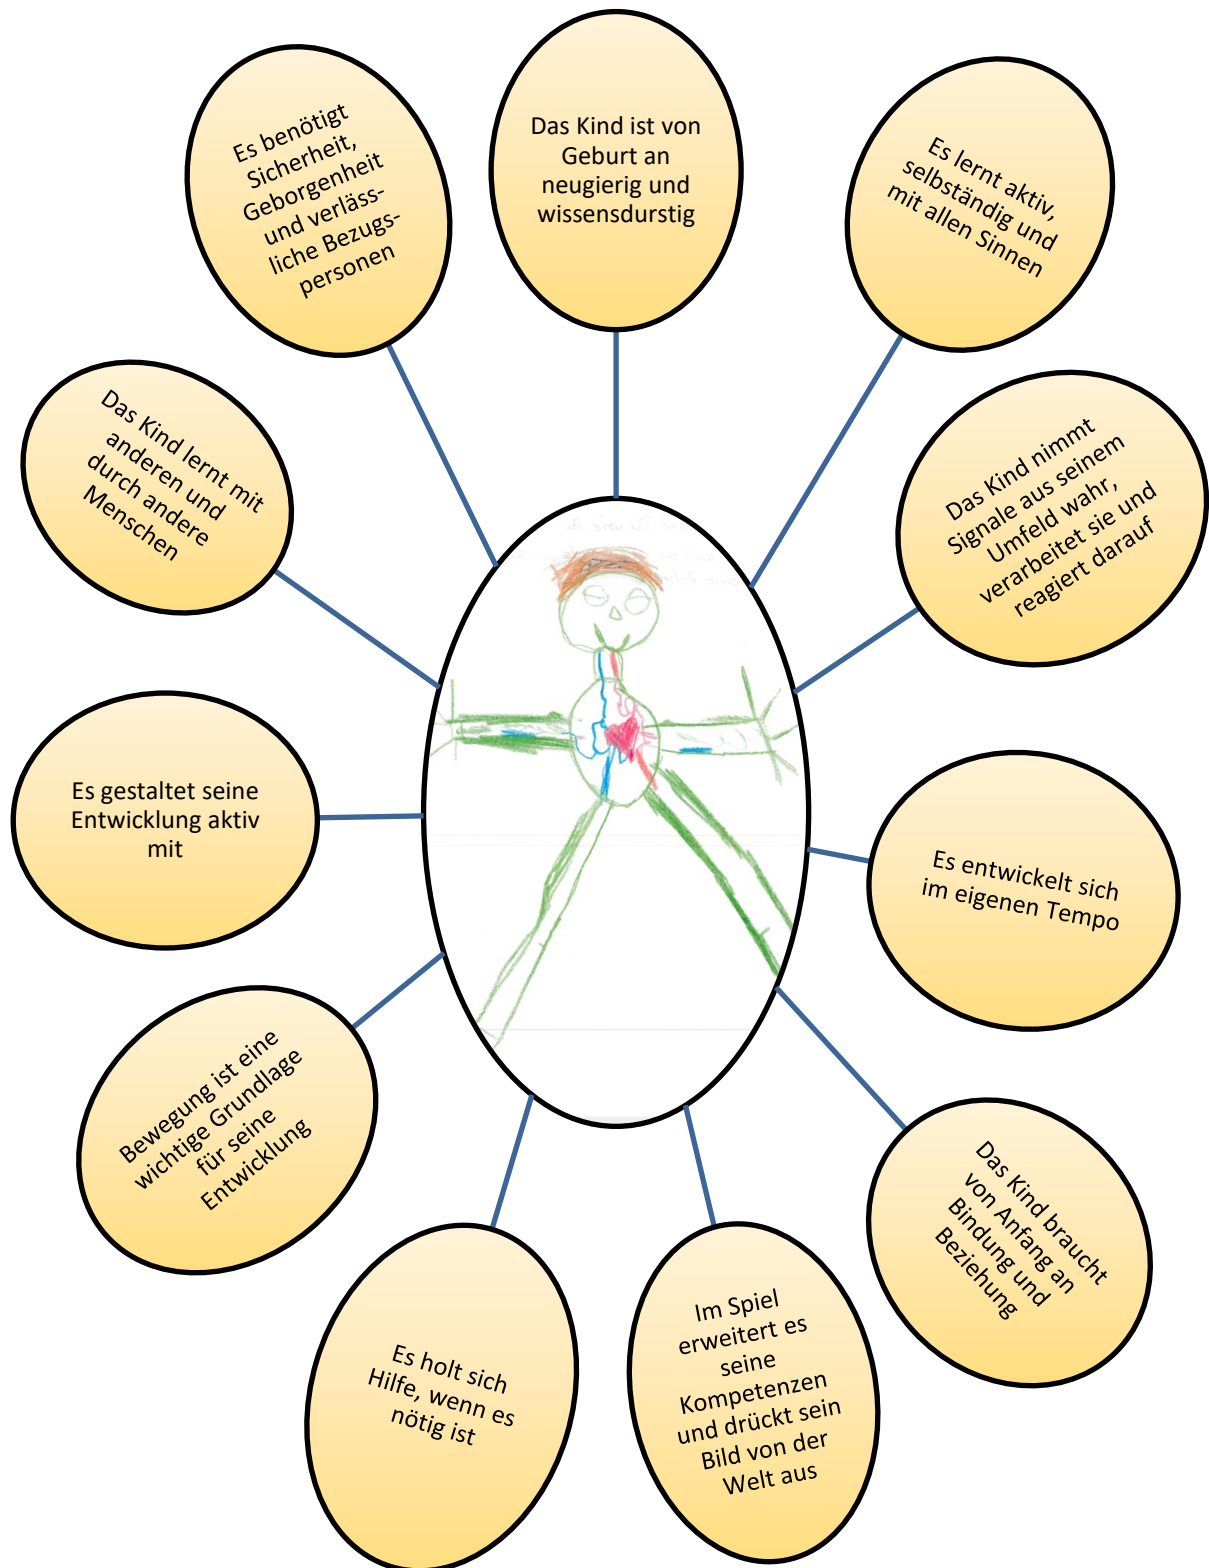 Das Kind ist von
Geburt an
neugierig und
wissensdurstig
Es lernt aktiv,
selbständig und
mit allen Sinnen
Das Kind nimmt
Signale aus seinem
Umfeld wahr,
verarbeitet sie und
reagiert darauf
Es entwickelt sich
im eigenen Tempo
Das Kind braucht
von Anfang an
Bindung und
Beziehung
Im Spiel
erweitert es
seine
Kompetenzen
und drückt sein
Bild von der
Welt aus
Es holt sich
Hilfe, wenn es
nötig ist
Bewegung ist eine
wichtige Grundlage
für seine
Entwicklung
Es gestaltet seine
Entwicklung aktiv
mit
Das Kind lernt mit
anderen und
durch andere
Menschen
Es benötigt
Sicherheit,
Geborgenheit
und verläss-
liche Bezugs-
personen